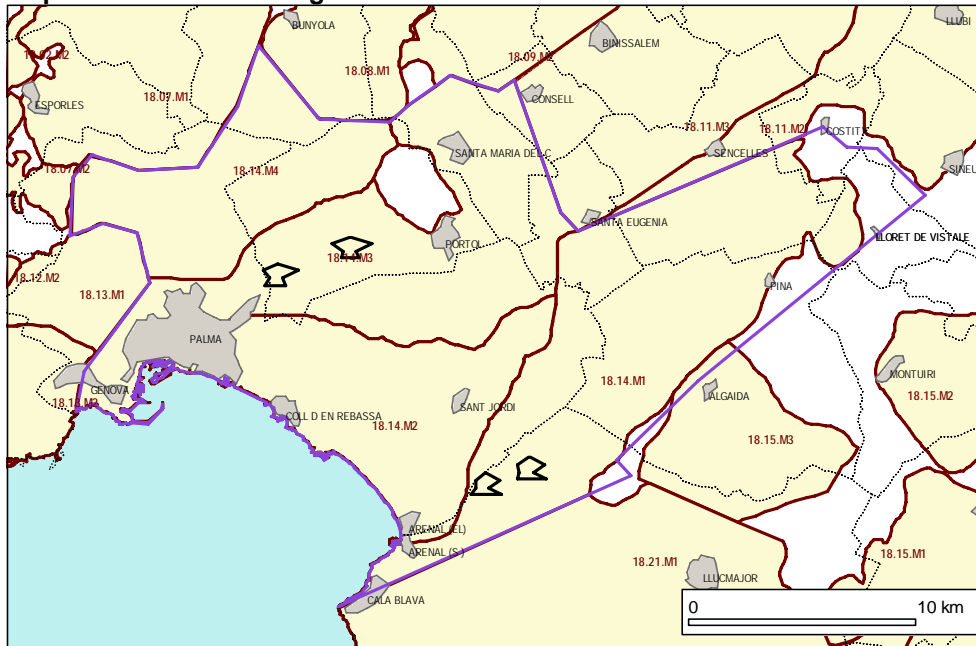 BUNYOLA
LLUBI
BINISSALEM
18.02.M2
18.09.M2
18.08.M1
ESPORLES
18.07.M1
CONSELL
18.11.M3
18.11.M2
COSTITX
SANTA MARIA DEL C
SENCELLES
18.07.M2
18.14.M4
SINEU
SANTA EUGENIA
LLORET DE VISTALE
PORTOL
18.14.M3
18.12.M2
PINA
18.13.M1
PALMA
MONTUIRI
18.14.M1
GENOVA
ALGAIDA
18.15.M2
SANT JORDI
COLL D EN REBASSA
18.14.M2
18.15.M3
ARENAL (EL)
ARENAL (S.)
18.15.M1
18.21.M1
LLUCMAJOR
CALA BLAVA
0 10 km